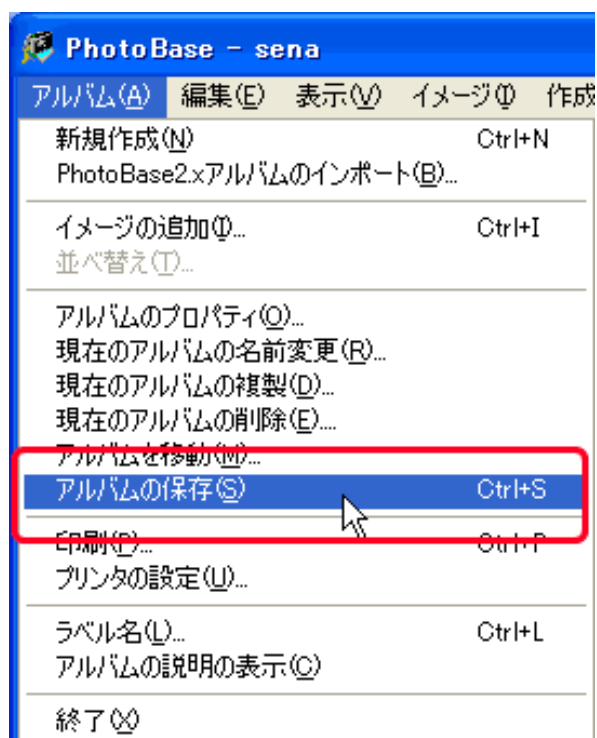 PhotoBase - sena
アルバム(A) 編集(E) 表示(V) イメージ(I) 作成
新規作成(N) Ctrl+N
PhotoBase2.xアルバムのインポート(B)...
イメージの追加(I)... Ctrl+I
並べ替え(T)...
アルバムのプロパティ(O)...
現在のアルバムの名前変更(R)...
現在のアルバムの複製(D)...
現在のアルバムの削除(E)....
アルバムを移動(M)...
アルバムの保存(S) Ctrl+S
印刷(P)... Ctrl+P
プリンタの設定(U)...
ラベル名(L)... Ctrl+L
アルバムの説明の表示(C)
終了(X)